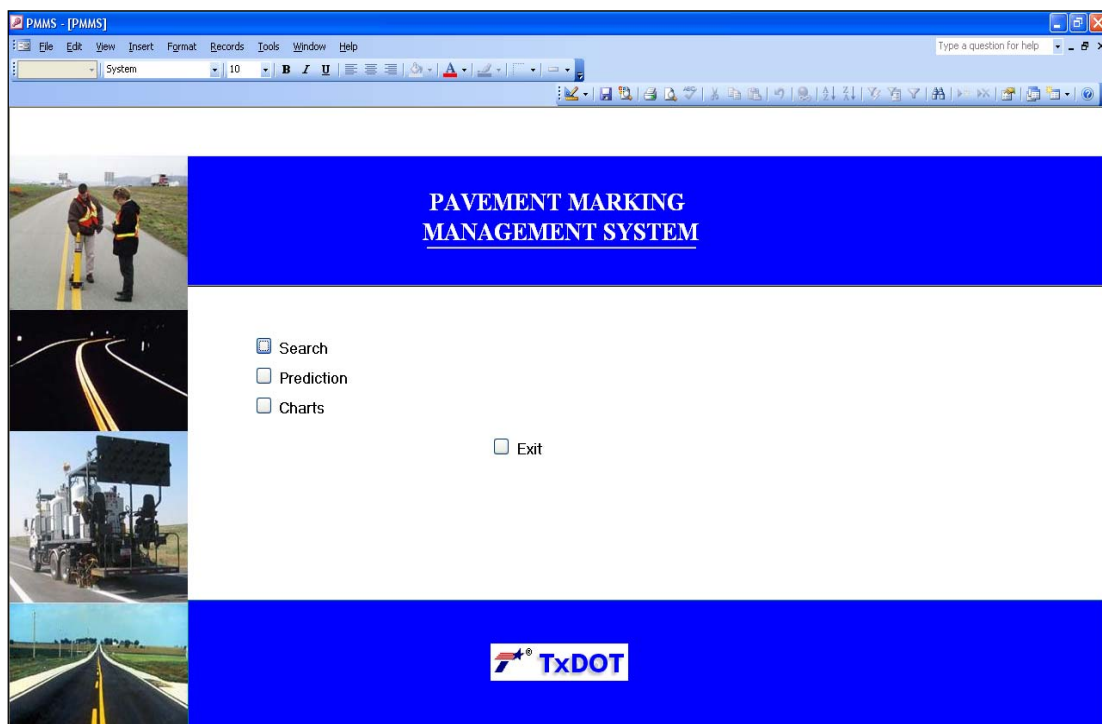 PMMS - [PMMS]
File Edit View Insert Format Records Tools Window Help
Type a question for help
System 10 B I U A
PAVEMENT MARKING
MANAGEMENT SYSTEM
Search
Prediction
Charts
Exit
® TxDOT